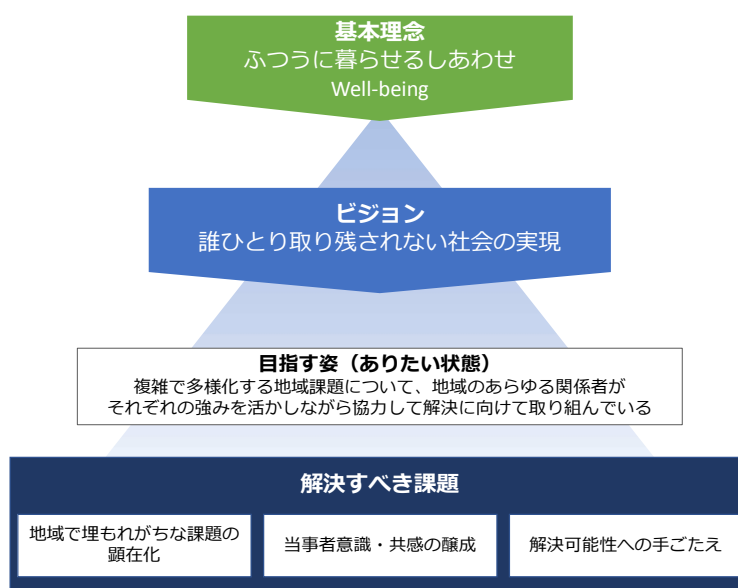 基本理念
ふつうに暮らせるしあわせ
Well-being
ビジョン
誰ひとり取り残されない社会の実現
目指す姿（ありたい状態）
複雑で多様化する地域課題について、地域のあらゆる関係者が
それぞれの強みを活かしながら協力して解決に向けて取り組んでいる
解決すべき課題
地域で埋もれがちな課題の
顕在化
当事者意識・共感の醸成
解決可能性への手ごたえ